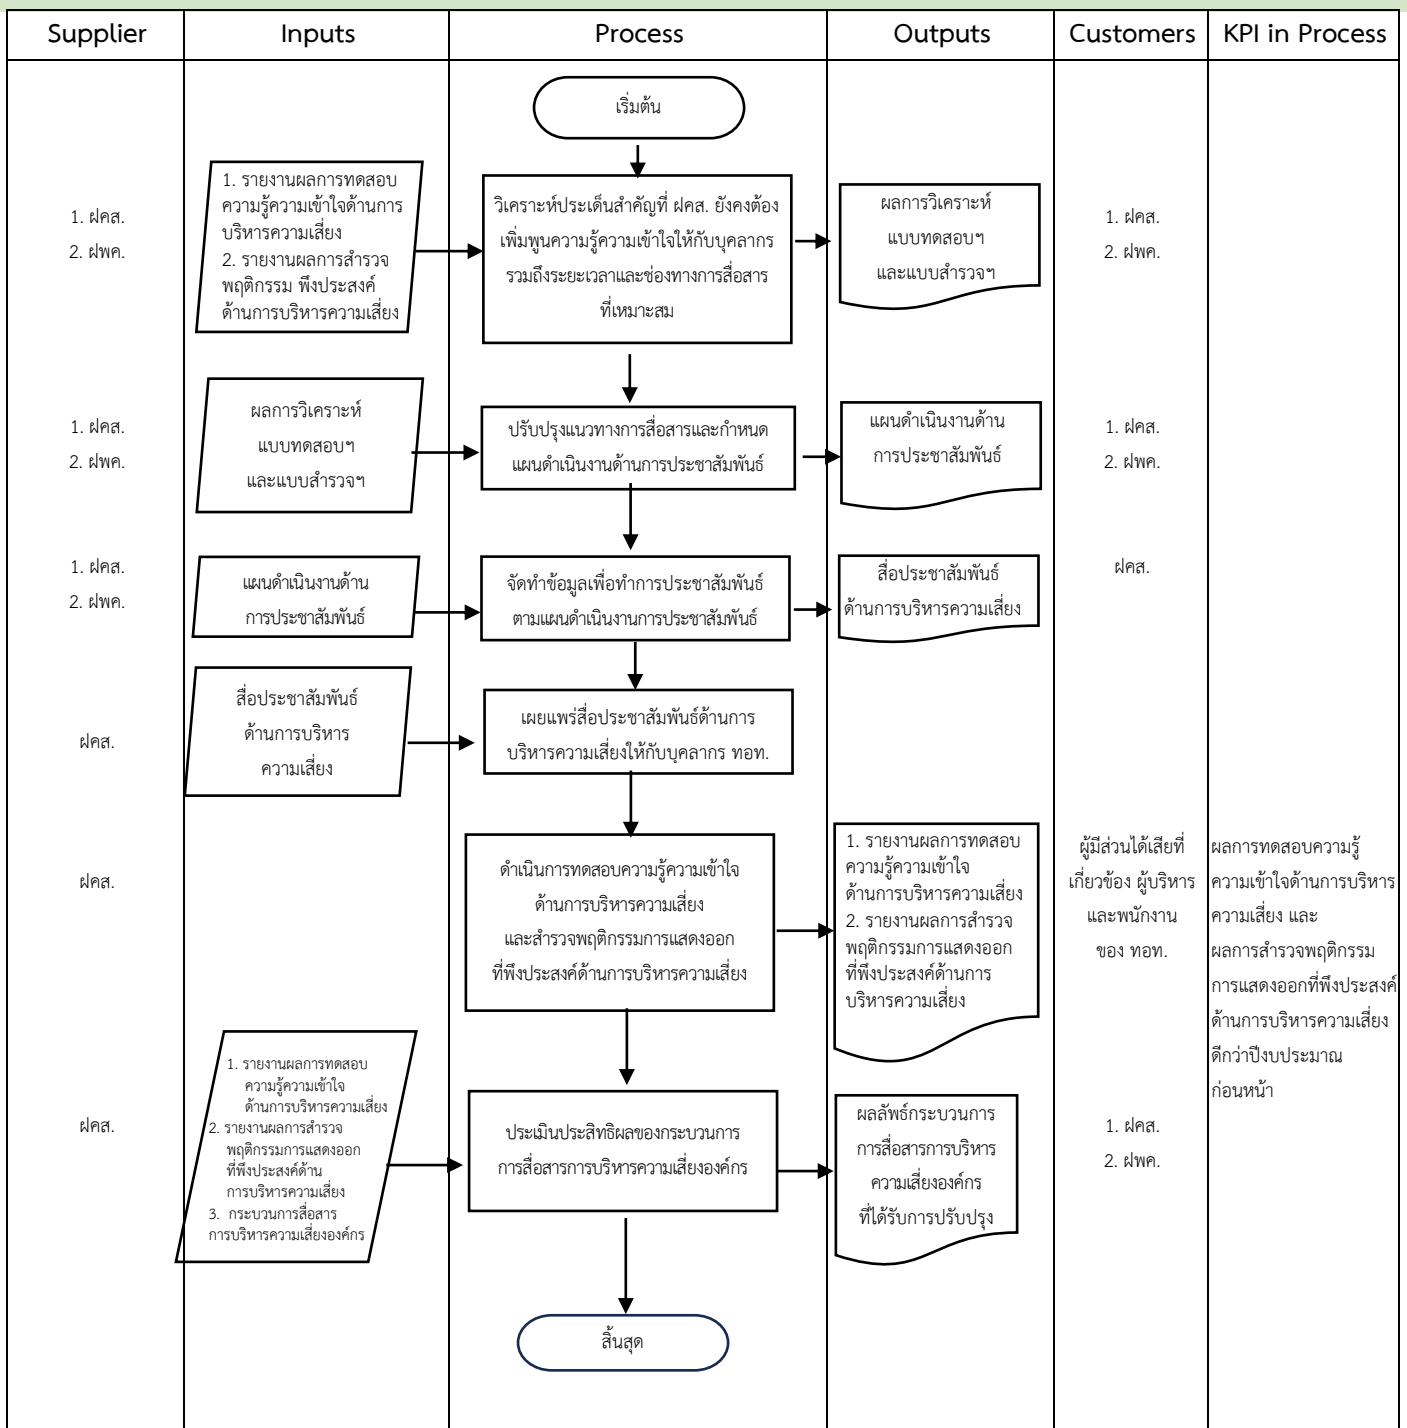 Supplier
Inputs
Process
Outputs
Customers
KPI in Process
เริ่มต้น
1. ฝคส.
2. ฝพค.
1. รายงานผลการทดสอบ
ความรู้ความเข้าใจด้านการ
บริหารความเสี่ยง
2. รายงานผลการสำรวจ
พฤติกรรม พึงประสงค์
ด้านการบริหารความเสี่ยง
วิเคราะห์ประเด็นสำคัญที่ ฝคส. ยังคงต้อง
เพิ่มพูนความรู้ความเข้าใจให้กับบุคลากร
รวมถึงระยะเวลาและช่องทางการสื่อสาร
ที่เหมาะสม
ผลการวิเคราะห์
แบบทดสอบฯ
และแบบสำรวจฯ
1. ฝคส.
2. ฝพค.
1. ฝคส.
2. ฝพค.
ผลการวิเคราะห์
แบบทดสอบฯ
และแบบสำรวจฯ
ปรับปรุงแนวทางการสื่อสารและกำหนด
แผนดำเนินงานด้านการประชาสัมพันธ์
แผนดำเนินงานด้าน
การประชาสัมพันธ์
1. ฝคส.
2. ฝพค.
1. ฝคส.
2. ฝพค.
แผนดำเนินงานด้าน
การประชาสัมพันธ์
จัดทำข้อมูลเพื่อทำการประชาสัมพันธ์
ตามแผนดำเนินงานการประชาสัมพันธ์
สื่อประชาสัมพันธ์
ด้านการบริหารความเสี่ยง
ฝคส.
ฝคส.
สื่อประชาสัมพันธ์
ด้านการบริหาร
ความเสี่ยง
เผยแพร่สื่อประชาสัมพันธ์ด้านการ
บริหารความเสี่ยงให้กับบุคลากร ทอท.
ฝคส.
ดำเนินการทดสอบความรู้ความเข้าใจ
ด้านการบริหารความเสี่ยง
และสำรวจพฤติกรรมการแสดงออก
ที่พึงประสงค์ด้านการบริหารความเสี่ยง
1. รายงานผลการทดสอบ
ความรู้ความเข้าใจ
ด้านการบริหารความเสี่ยง
2. รายงานผลการสำรวจ
พฤติกรรมการแสดงออก
ที่พึงประสงค์ด้านการ
บริหารความเสี่ยง
ผู้มีส่วนได้เสียที่
เกี่ยวข้อง ผู้บริหาร
และพนักงาน
ของ ทอท.
ผลการทดสอบความรู้
ความเข้าใจด้านการบริหาร
ความเสี่ยง และ
ผลการสำรวจพฤติกรรม
การแสดงออกที่พึงประสงค์
ด้านการบริหารความเสี่ยง
ดีกว่าปีงบประมาณ
ก่อนหน้า
ฝคส.
1. รายงานผลการทดสอบ
ความรู้ความเข้าใจ
ด้านการบริหารความเสี่ยง
2. รายงานผลการสำรวจ
พฤติกรรมการแสดงออก
ที่พึงประสงค์ด้าน
การบริหารความเสี่ยง
3. กระบวนการสื่อสาร
การบริหารความเสี่ยงองค์กร
ประเมินประสิทธิผลของกระบวนการ
การสื่อสารการบริหารความเสี่ยงองค์กร
ผลลัพธ์กระบวนการ
การสื่อสารการบริหาร
ความเสี่ยงองค์กร
ที่ได้รับการปรับปรุง
1. ฝคส.
2. ฝพค.
สิ้นสุด